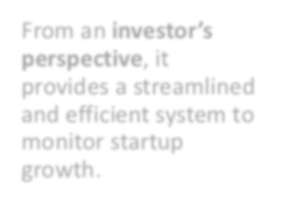 From an investor's
perspective, it
provides a streamlined
and efficient system to
monitor startup
growth.